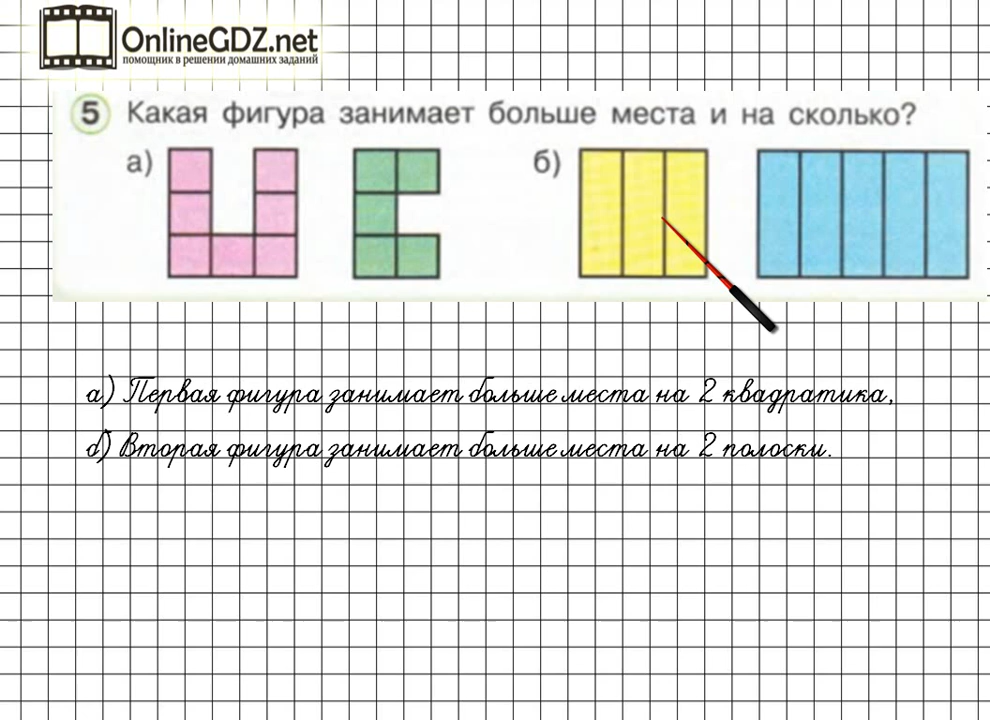 OnlineGDZ.net
помощник в решении домашних заданий
5 Какая фигура занимает больше места и на сколько?
а) б)
а) Первая фигура занимает больше места на 2 квадратика,
б) Вторая фигура занимает больше места на 2 полоски.